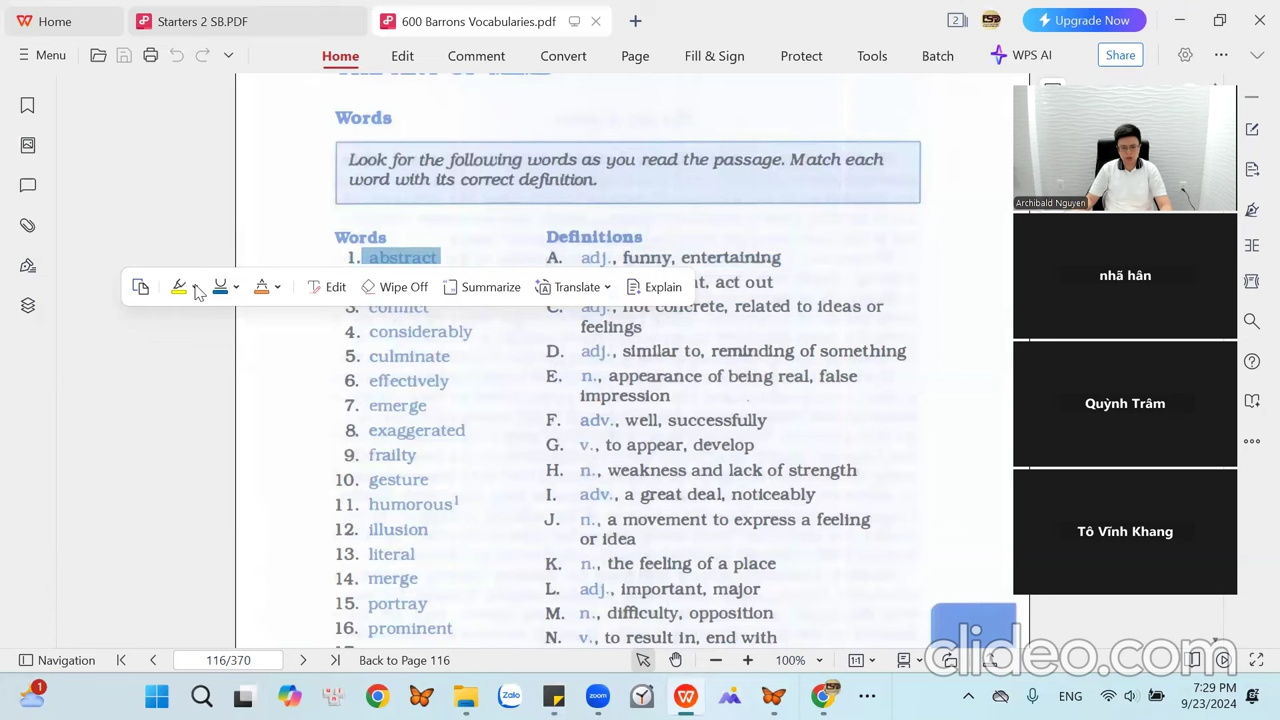 Home
Starters 2 SB.PDF
600 Barrons Vocabularies.pdf
2
Upgrade Now
Menu
Home
Edit
Comment
Convert
Page
Fill & Sign
Protect
Tools
Batch
WPS AI
Share
Words
Look for the following words as you read the passage. Match each
word with its correct definition.
Words
Definitions
1. abstract
A. adj., funny, entertaining
Edit
Wipe Off
Summarize
Translate
Explain
act out
3. conflict
C. adj., not concrete, related to ideas or
feelings
4. considerably
D. adj., similar to, reminding of something
5. culminate
E. n., appearance of being real, false
impression
6. effectively
F. adv., well, successfully
7. emerge
G. v., to appear, develop
8. exaggerated
H. n., weakness and lack of strength
9. frailty
I. adv., a great deal, noticeably
10. gesture
J. n., a movement to express a feeling
or idea
11. humorous1
K. n., the feeling of a place
12. illusion
L. adj., important, major
13. literal
M. n., difficulty, opposition
14. merge
N. v., to result in, end with
15. portray
16. prominent
Archibald Nguyen
nhã hân
Quỳnh Trâm
Tô Vĩnh Khang
Navigation
116/370
Back to Page 116
100%
clideo.com
1
Zalo
zoom
ENG
7:29 PM
9/23/2024